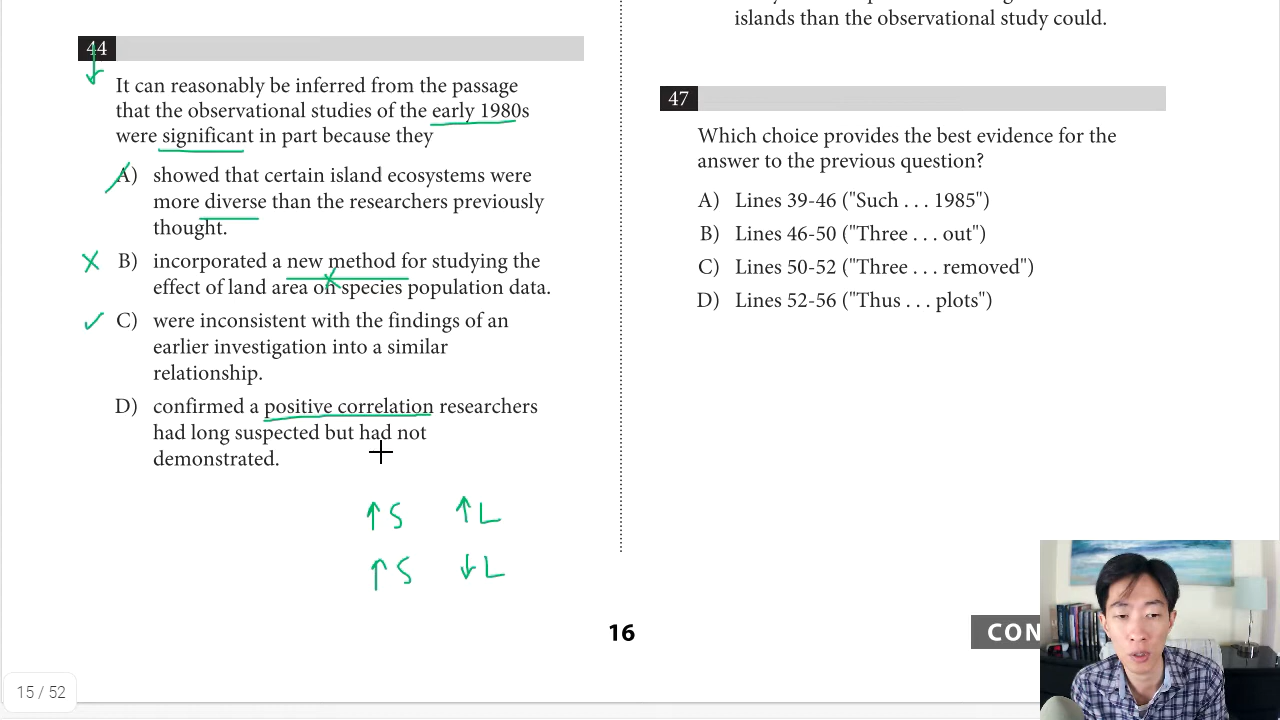 44
It can reasonably be inferred from the passage
that the observational studies of the early 1980s
were significant in part because they
A) showed that certain island ecosystems were
more diverse than the researchers previously
thought.
B) incorporated a new method for studying the
effect of land area on species population data.
C) were inconsistent with the findings of an
earlier investigation into a similar
relationship.
D) confirmed a positive correlation researchers
had long suspected but had not
demonstrated.
↑S ↑L
↑S ↓L
islands than the observational study could.
47
Which choice provides the best evidence for the
answer to the previous question?
A) Lines 39-46 ("Such . . . 1985")
B) Lines 46-50 ("Three . . . out")
C) Lines 50-52 ("Three . . . removed")
D) Lines 52-56 ("Thus . . . plots")
16
CON
15 / 52